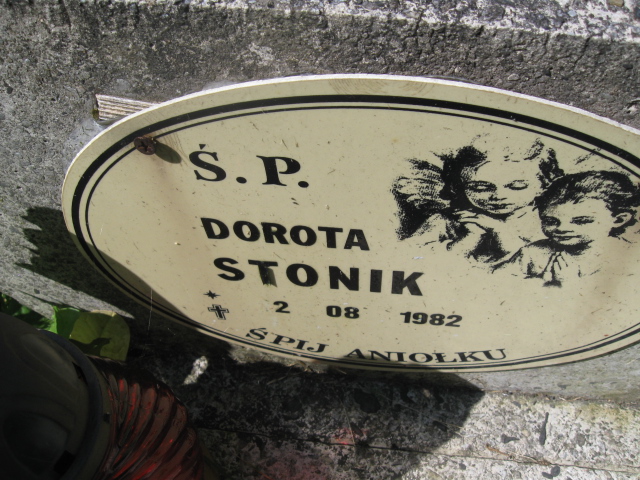 Ś. P.
DOROTA
STONIK
2 08 1982
ŚPIJ ANIOŁKU